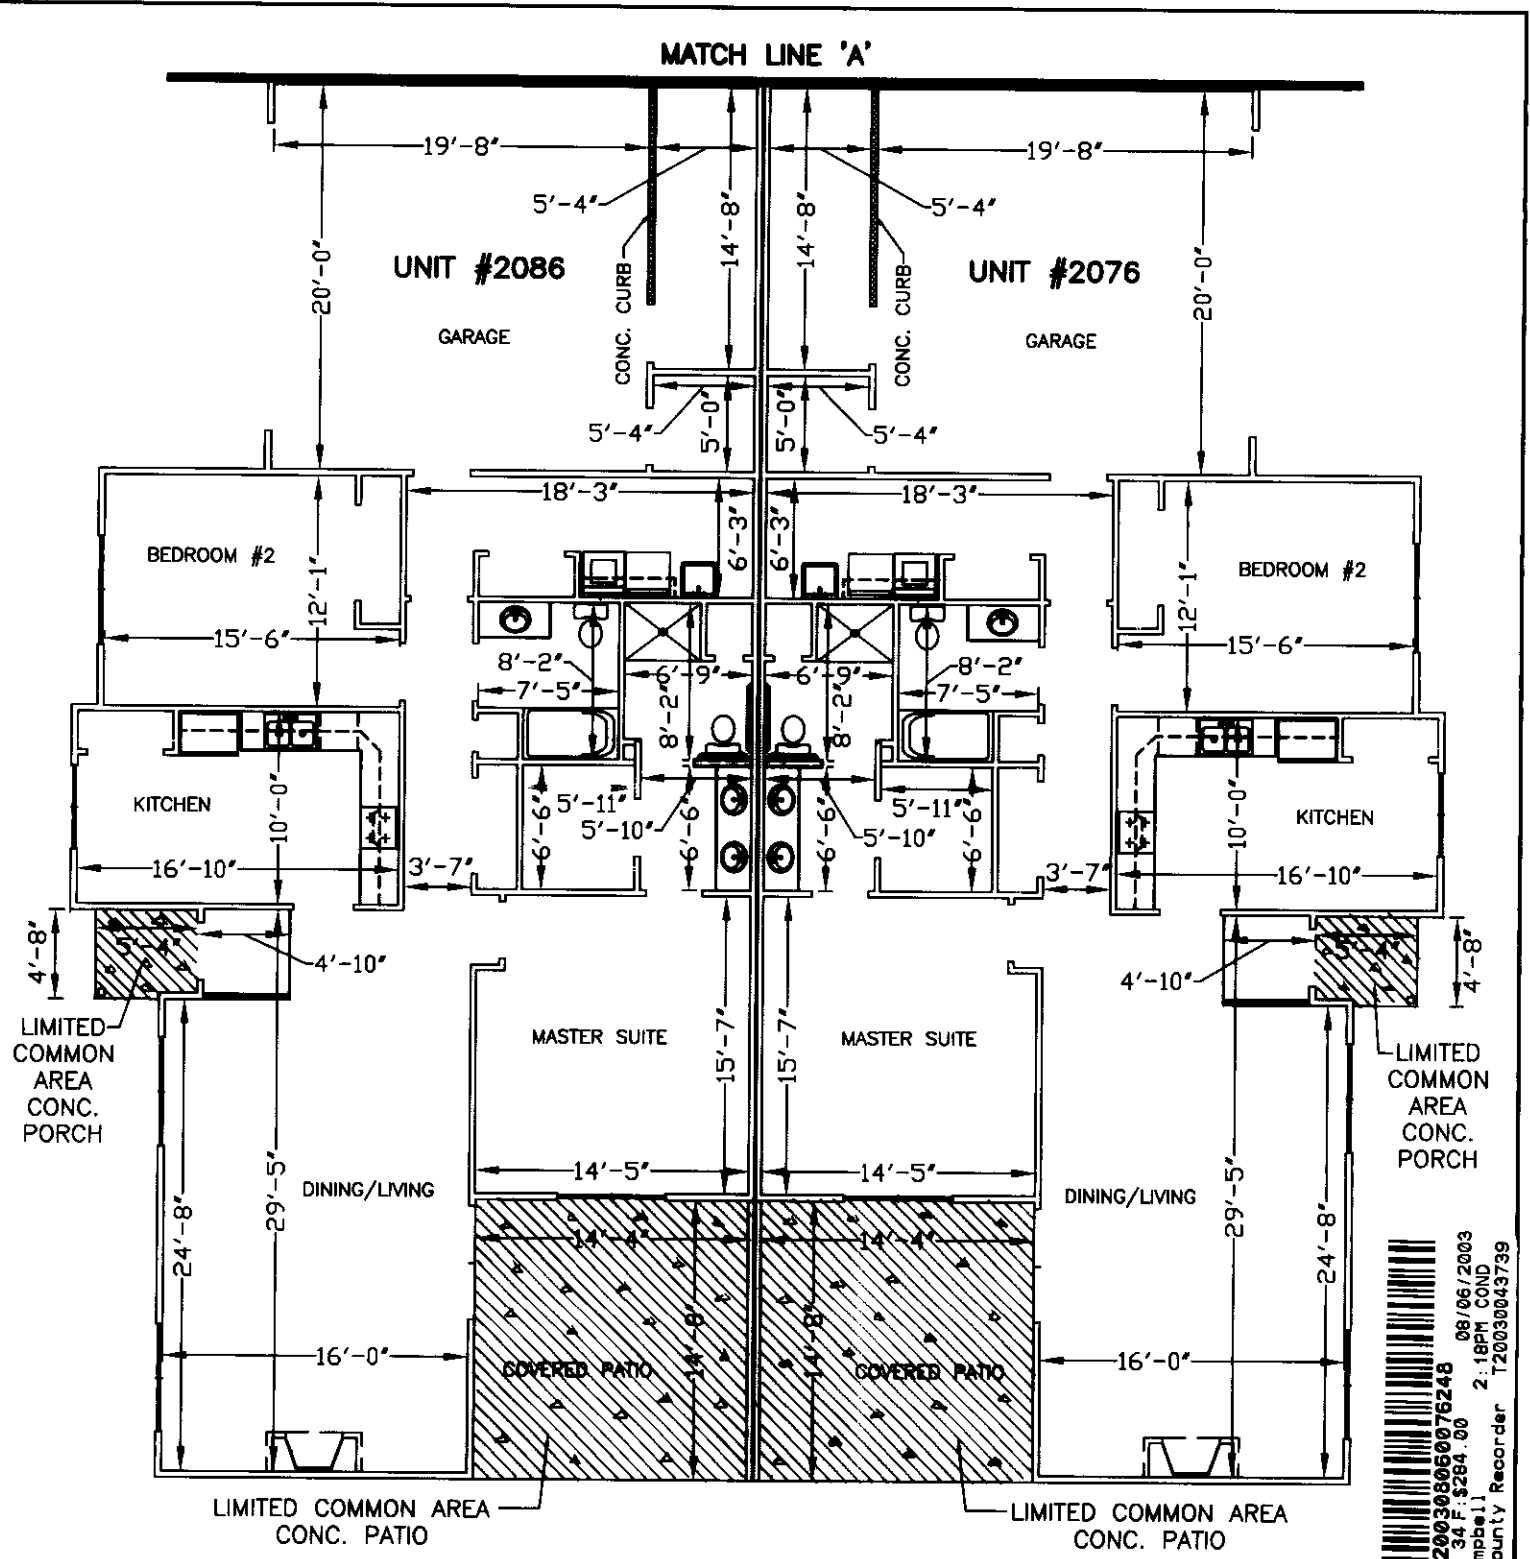 MATCH LINE 'A'
19'-8" 19'-8"
5'-4" 5'-4"
14'-8" 14'-8"
20'-0" 20'-0"
UNIT #2086 UNIT #2076
CONC. CURB CONC. CURB
GARAGE GARAGE
5'-0" 5'-0"
5'-4" 5'-4"
18'-3" 18'-3"
6'-3" 6'-3"
BEDROOM #2 BEDROOM #2
12'-1" 12'-1"
15'-6" 15'-6"
8'-2" 6'-9" 6'-9" 8'-2"
7'-5" 7'-5"
8'-2" 8'-2"
KITCHEN KITCHEN
10'-0" 10'-0"
5'-11" 5'-11"
5'-10" 5'-10"
6'-6" 6'-6" 6'-6" 6'-6"
16'-10" 3'-7" 3'-7" 16'-10"
5'-4" 5'-4"
4'-8" 4'-10" 4'-10" 4'-8"
LIMITED
COMMON
AREA
CONC.
PORCH
MASTER SUITE MASTER SUITE
15'-7" 15'-7"
LIMITED
COMMON
AREA
CONC.
PORCH
14'-5" 14'-5"
DINING/LIVING DINING/LIVING
29'-5" 29'-5"
24'-8" 24'-8"
14'-4" 14'-4"
14'-8" 14'-8"
16'-0" 16'-0"
COVERED PATIO COVERED PATIO
LIMITED COMMON AREA
CONC. PATIO
LIMITED COMMON AREA
CONC. PATIO
200308060076248
34 F:$284.00 08/06/2003
mpbell 2:18PM COND
ounty Recorder T20030043739